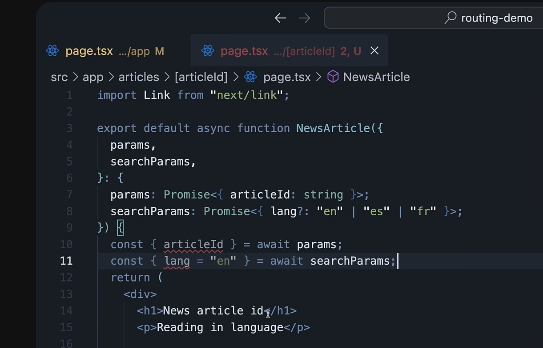 routing-demo
page.tsx .../app M
page.tsx .../[articleId] 2, U
src > app > articles > [articleId] > page.tsx > NewsArticle
1 import Link from "next/link";
2
3 export default async function NewsArticle({
4 params,
5 searchParams,
6 }: {
7 params: Promise<{ articleId: string }>;
8 searchParams: Promise<{ lang?: "en" | "es" | "fr" }>;
9 }) {
10 const { articleId } = await params;
11 const { lang = "en" } = await searchParams;
12 return (
13 <div>
14 <h1>News article id</h1>
15 <p>Reading in language</p>
16